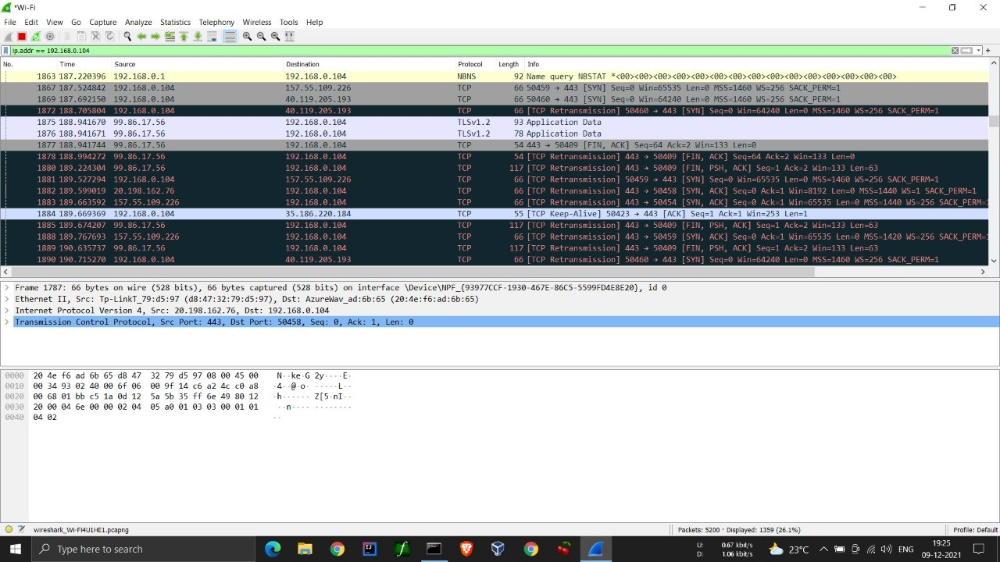 *Wi-Fi
File Edit View Go Capture Analyze Statistics Telephony Wireless Tools Help
ip.addr == 192.168.0.104
No. Time Source Destination Protocol Length Info
1863 187.220396 192.168.0.1 192.168.0.104 NBNS 92 Name query NBSTAT *<00><00><00><00><00><00><00><00><00><00><00><00><00><00><00>
1867 187.524842 192.168.0.104 157.55.109.226 TCP 66 50459 → 443 [SYN] Seq=0 Win=65535 Len=0 MSS=1460 WS=256 SACK_PERM=1
1869 187.692150 192.168.0.104 40.119.205.193 TCP 66 50460 → 443 [SYN] Seq=0 Win=64240 Len=0 MSS=1460 WS=256 SACK_PERM=1
1872 188.705804 192.168.0.104 40.119.205.193 TCP 66 [TCP Retransmission] 50460 → 443 [SYN] Seq=0 Win=64240 Len=0 MSS=1460 WS=256 SACK_PERM=1
1875 188.941670 99.86.17.56 192.168.0.104 TLSv1.2 93 Application Data
1876 188.941671 99.86.17.56 192.168.0.104 TLSv1.2 78 Application Data
1877 188.941744 99.86.17.56 192.168.0.104 TCP 54 443 → 50409 [FIN, ACK] Seq=64 Ack=2 Win=133 Len=0
1878 188.994272 99.86.17.56 192.168.0.104 TCP 54 [TCP Retransmission] 443 → 50409 [FIN, ACK] Seq=64 Ack=2 Win=133 Len=0
1880 189.224304 99.86.17.56 192.168.0.104 TCP 117 [TCP Retransmission] 443 → 50409 [FIN, PSH, ACK] Seq=1 Ack=2 Win=133 Len=63
1881 189.527294 192.168.0.104 157.55.109.226 TCP 66 [TCP Retransmission] 50459 → 443 [SYN] Seq=0 Win=65535 Len=0 MSS=1460 WS=256 SACK_PERM=1
1882 189.599019 20.198.162.76 192.168.0.104 TCP 66 [TCP Retransmission] 443 → 50458 [SYN, ACK] Seq=0 Ack=1 Win=8192 Len=0 MSS=1440 WS=1 SACK_PERM=1
1883 189.663592 157.55.109.226 192.168.0.104 TCP 66 [TCP Retransmission] 443 → 50454 [SYN, ACK] Seq=0 Ack=1 Win=65535 Len=0 MSS=1440 WS=256 SACK_PERM=
1884 189.669369 192.168.0.104 35.186.220.184 TCP 55 [TCP Keep-Alive] 50423 → 443 [ACK] Seq=1 Ack=1 Win=253 Len=1
1885 189.674207 99.86.17.56 192.168.0.104 TCP 117 [TCP Retransmission] 443 → 50409 [FIN, PSH, ACK] Seq=1 Ack=2 Win=133 Len=63
1888 189.767693 157.55.109.226 192.168.0.104 TCP 66 [TCP Retransmission] 443 → 50459 [SYN, ACK] Seq=0 Ack=1 Win=65535 Len=0 MSS=1420 WS=256 SACK_PERM=
1889 190.635737 99.86.17.56 192.168.0.104 TCP 117 [TCP Retransmission] 443 → 50409 [FIN, PSH, ACK] Seq=1 Ack=2 Win=133 Len=63
1890 190.715270 192.168.0.104 40.119.205.193 TCP 66 [TCP Retransmission] 50460 → 443 [SYN] Seq=0 Win=64240 Len=0 MSS=1460 WS=256 SACK_PERM=1
Frame 1787: 66 bytes on wire (528 bits), 66 bytes captured (528 bits) on interface \Device\NPF_{93977CCF-1930-467E-86C5-5599FD4E8E20}, id 0
Ethernet II, Src: Tp-LinkT_79:d5:97 (d8:47:32:79:d5:97), Dst: AzureWav_ad:6b:65 (20:4e:f6:ad:6b:65)
Internet Protocol Version 4, Src: 20.198.162.76, Dst: 192.168.0.104
Transmission Control Protocol, Src Port: 443, Dst Port: 50458, Seq: 0, Ack: 1, Len: 0
0000 20 4e f6 ad 6b 65 d8 47 32 79 d5 97 08 00 45 00 N··ke·G 2y····E·
0010 00 34 93 02 40 00 6f 06 00 9f 14 c6 a2 4c c0 a8 ·4··@·o· ·····L··
0020 00 68 01 bb c5 1a 0d 12 5a 5b 35 ff 6e 49 80 12 ·h······ Z[5·nI··
0030 20 00 04 6e 00 00 02 04 05 a0 01 03 03 00 01 01 ··n···· ········
0040 04 02 ··
wireshark_Wi-FiI4U1HE1.pcapng Packets: 5200 · Displayed: 1359 (26.1%) Profile: Default
Type here to search U: 0.67 kbit/s D: 1.06 kbit/s 23°C ENG 19:25 09-12-2021